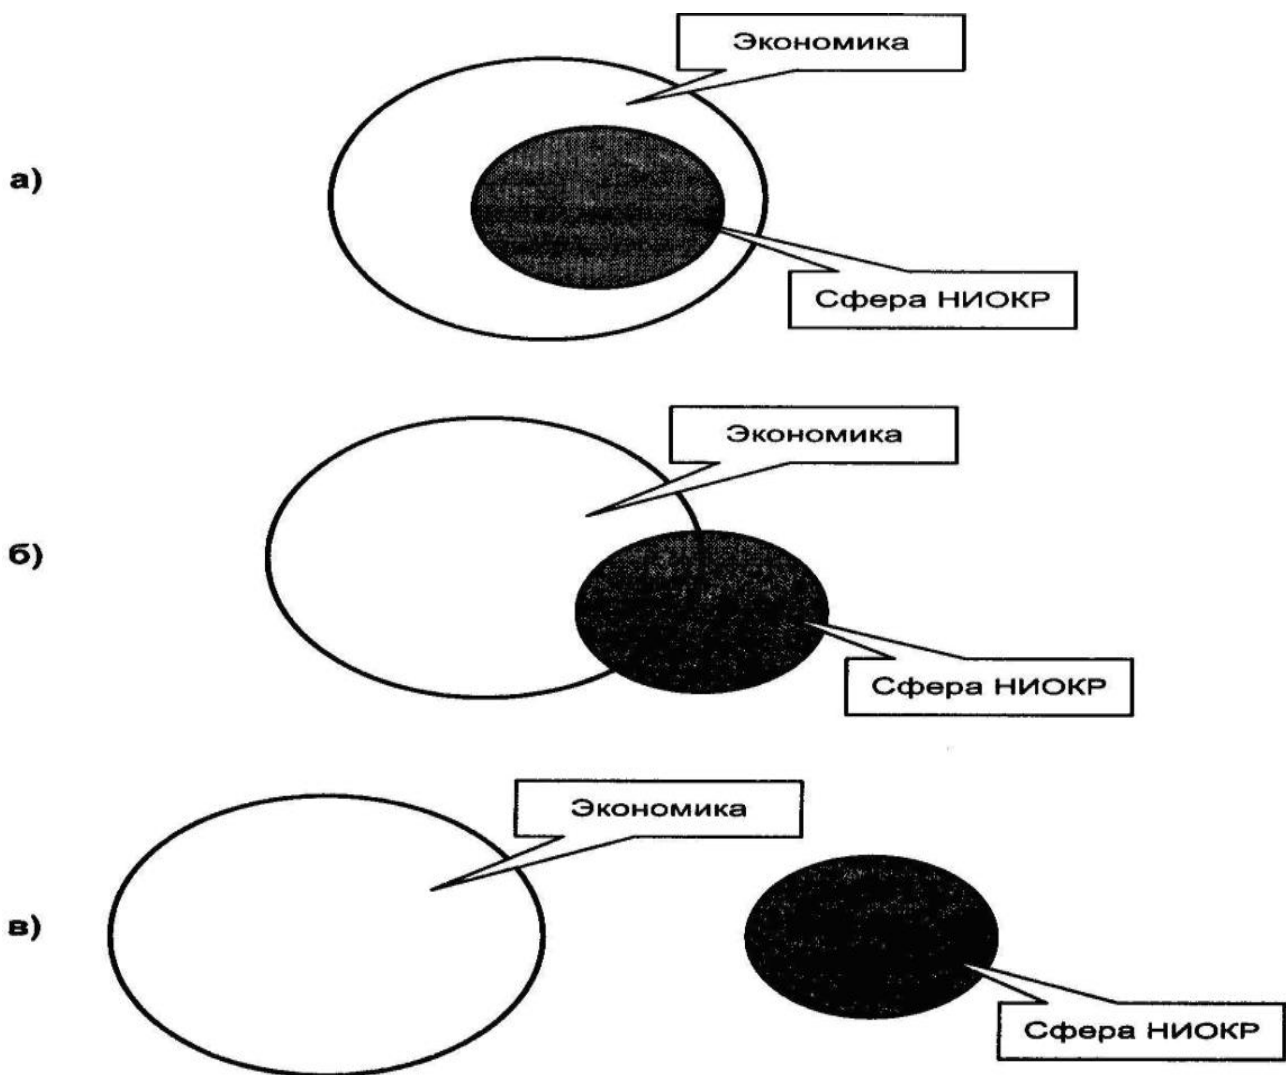 Экономика
а)
Сфера НИОКР
Экономика
б)
Сфера НИОКР
Экономика
в)
Сфера НИОКР